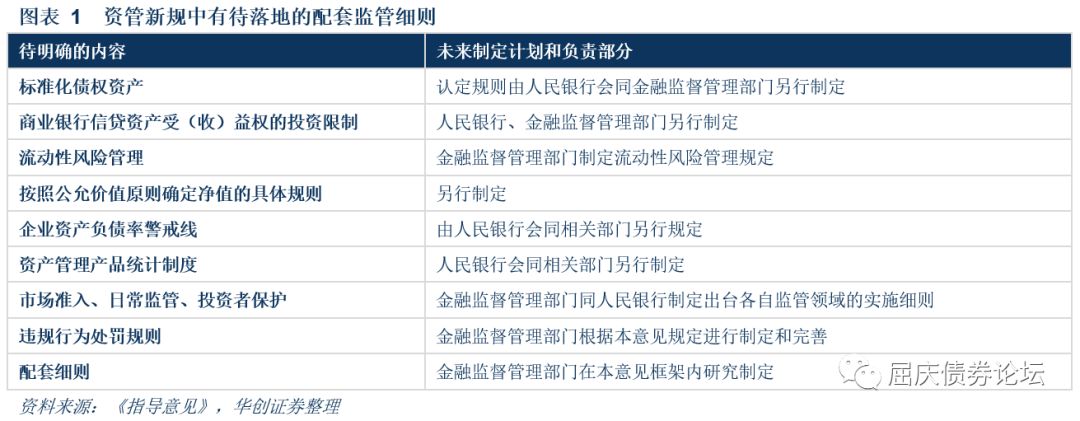 图表 1 资管新规中有待落地的配套监管细则
待明确的内容 未来制定计划和负责部分
标准化债权资产 认定规则由人民银行会同金融监督管理部门另行制定
商业银行信贷资产受（收）益权的投资限制 人民银行、金融监督管理部门另行制定
流动性风险管理 金融监督管理部门制定流动性风险管理规定
按照公允价值原则确定净值的具体规则 另行制定
企业资产负债率警戒线 由人民银行会同相关部门另行规定
资产管理产品统计制度 人民银行会同相关部门另行制定
市场准入、日常监管、投资者保护 金融监督管理部门同人民银行制定出台各自监管领域的实施细则
违规行为处罚规则 金融监督管理部门根据本意见规定进行制定和完善
配套细则 金融监督管理部门在本意见框架内研究制定
屈庆债券论坛
资料来源：《指导意见》，华创证券整理